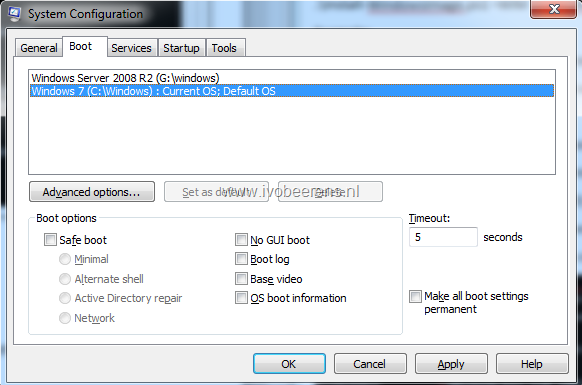 System Configuration
General Boot Services Startup Tools
Windows Server 2008 R2 (G:\windows)
Windows 7 (C:\Windows) : Current OS; Default OS
Advanced options... Set as default Delete
www.ivobeerens.nl
Boot options
Safe boot
Minimal
Alternate shell
Active Directory repair
Network
No GUI boot
Boot log
Base video
OS boot information
Timeout:
5 seconds
Make all boot settings
permanent
OK Cancel Apply Help